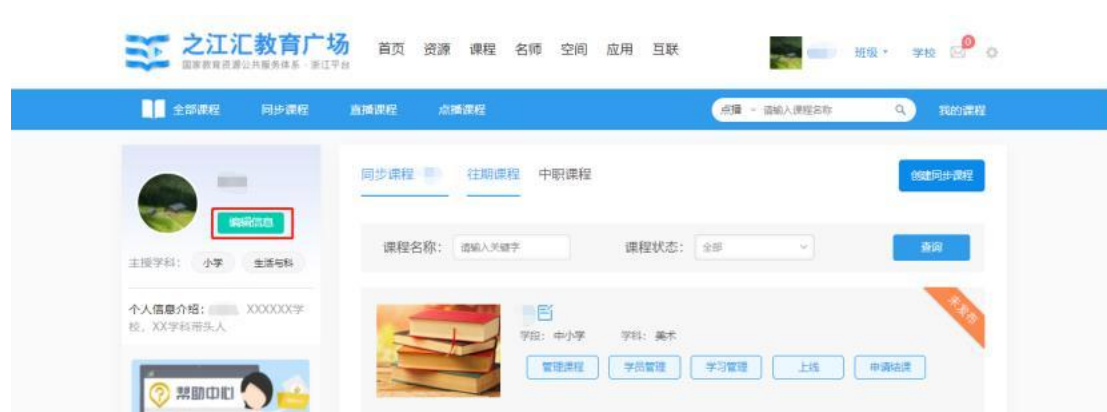 之江汇教育广场
国家教育资源公共服务体系 · 浙江平台
首页 资源 课程 名师 空间 应用 互联
班级 学校
0
全部课程 同步课程 直播课程 点播课程
点播 请输入课程名称
我的课程
编辑信息
主授学科： 小学 生活与科
个人信息介绍： XXXXXX学
校，XX学科带头人
帮助中心
同步课程 往期课程 中职课程
创建同步课程
课程名称： 请输入关键字 课程状态： 全部 查询
未发布
学段： 中小学 学科： 美术
管理课程 学员管理 学习管理 上线 申请结课